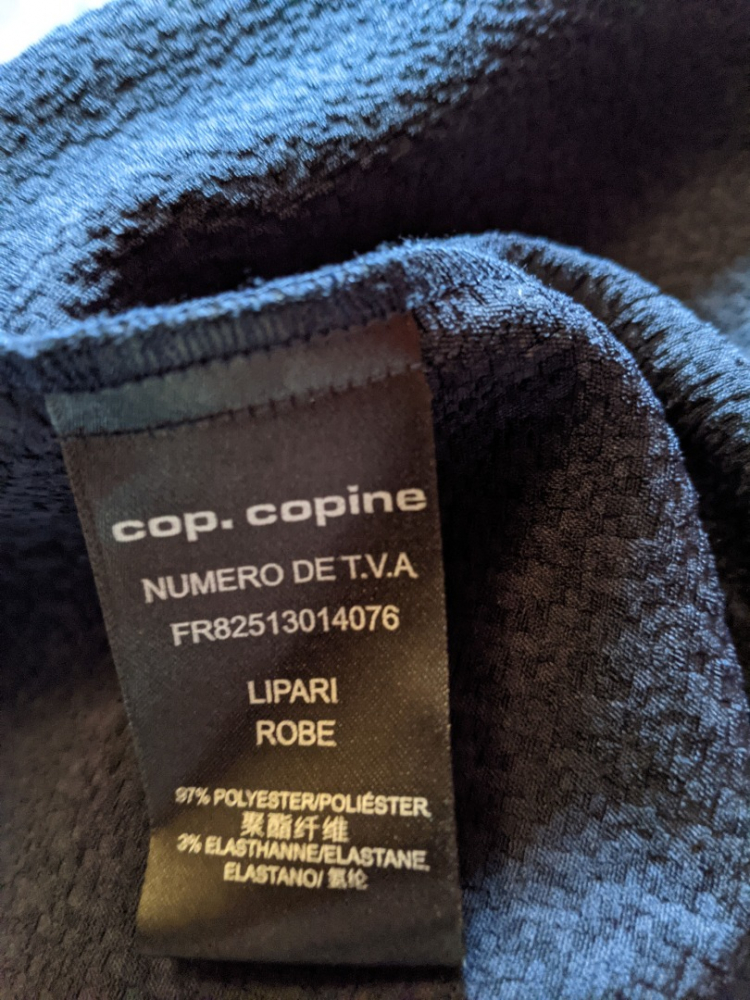 cop. copine
NUMERO DE T.V.A
FR82513014076
LIPARI
ROBE
97% POLYESTER/POLIÉSTER,
聚酯纤维
3% ELASTHANNE/ELASTANE,
ELASTANO/ 氨纶